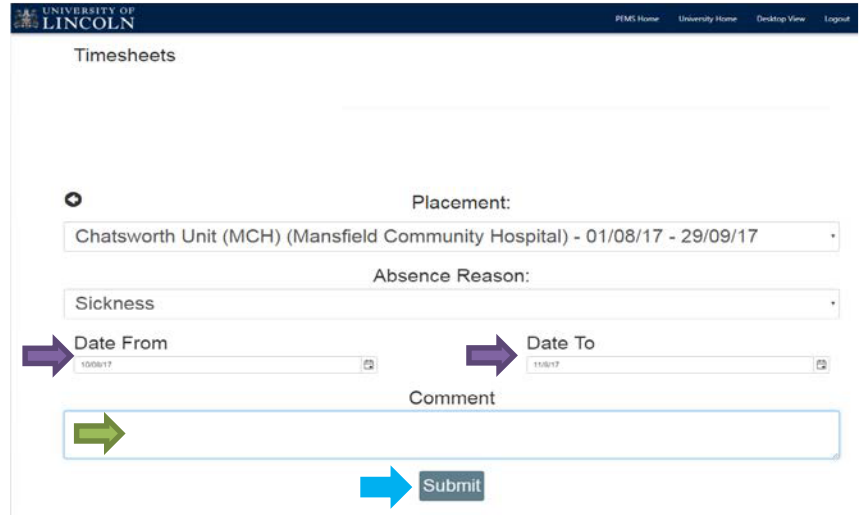 UNIVERSITY OF
LINCOLN
PEMS Home University Home Desktop View Logout
Timesheets
Placement:
Chatsworth Unit (MCH) (Mansfield Community Hospital) - 01/08/17 - 29/09/17
Absence Reason:
Sickness
Date From Date To
10/08/17 11/8/17
Comment
Submit